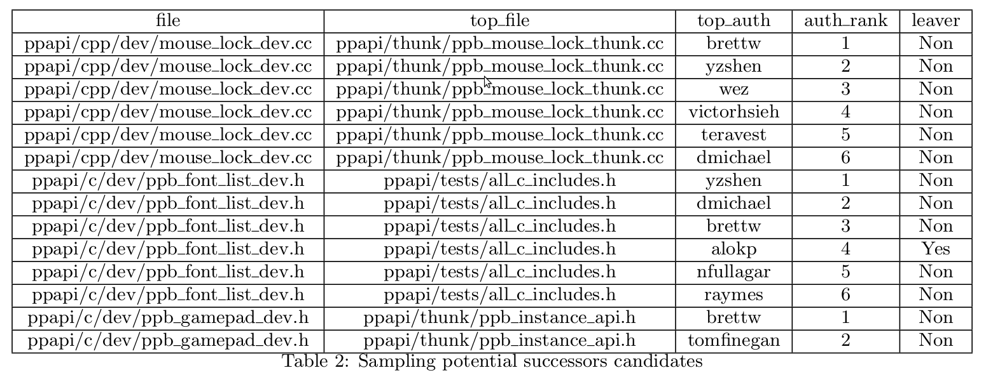 file top_file top_auth auth_rank leaver
ppapi/cpp/dev/mouse_lock_dev.cc ppapi/thunk/ppb_mouse_lock_thunk.cc brettw 1 Non
ppapi/cpp/dev/mouse_lock_dev.cc ppapi/thunk/ppb_mouse_lock_thunk.cc yzshen 2 Non
ppapi/cpp/dev/mouse_lock_dev.cc ppapi/thunk/ppb_mouse_lock_thunk.cc wez 3 Non
ppapi/cpp/dev/mouse_lock_dev.cc ppapi/thunk/ppb_mouse_lock_thunk.cc victorhsieh 4 Non
ppapi/cpp/dev/mouse_lock_dev.cc ppapi/thunk/ppb_mouse_lock_thunk.cc teravest 5 Non
ppapi/cpp/dev/mouse_lock_dev.cc ppapi/thunk/ppb_mouse_lock_thunk.cc dmichael 6 Non
ppapi/c/dev/ppb_font_list_dev.h ppapi/tests/all_c_includes.h yzshen 1 Non
ppapi/c/dev/ppb_font_list_dev.h ppapi/tests/all_c_includes.h dmichael 2 Non
ppapi/c/dev/ppb_font_list_dev.h ppapi/tests/all_c_includes.h brettw 3 Non
ppapi/c/dev/ppb_font_list_dev.h ppapi/tests/all_c_includes.h alokp 4 Yes
ppapi/c/dev/ppb_font_list_dev.h ppapi/tests/all_c_includes.h nfullagar 5 Non
ppapi/c/dev/ppb_font_list_dev.h ppapi/tests/all_c_includes.h raymes 6 Non
ppapi/c/dev/ppb_gamepad_dev.h ppapi/thunk/ppb_instance_api.h brettw 1 Non
ppapi/c/dev/ppb_gamepad_dev.h ppapi/thunk/ppb_instance_api.h tomfinegan 2 Non
Table 2: Sampling potential successors candidates